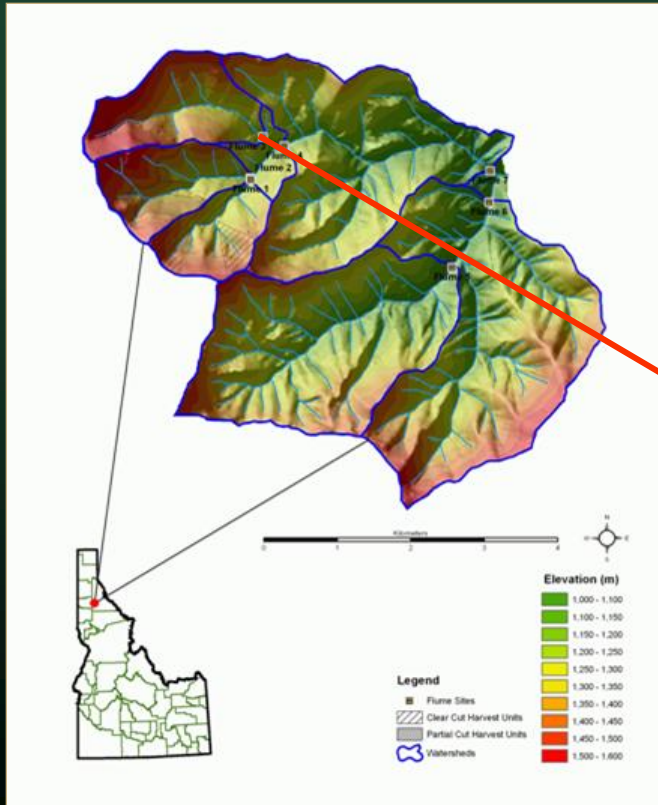 Flume 3
Flume 2
Flume 1
Flume 6
Kilometers
0 1 2 3 4
N
E
S
Elevation (m)
1,000 - 1,100
1,100 - 1,150
1,150 - 1,200
1,200 - 1,250
1,250 - 1,300
1,300 - 1,350
1,350 - 1,400
1,400 - 1,450
1,450 - 1,500
1,500 - 1,600
Legend
Flume Sites
Clear Cut Harvest Units
Partial Cut Harvest Units
Watersheds